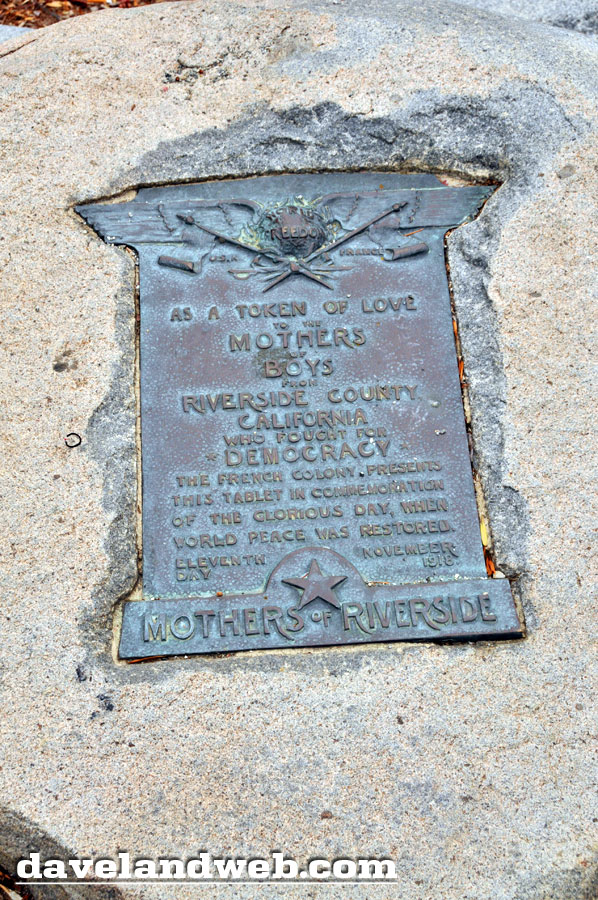 FREEDOM
U.S.A. FRANCE
AS A TOKEN OF LOVE
TO THE
MOTHERS
OF
BOYS
FROM
RIVERSIDE COUNTY
CALIFORNIA
WHO FOUGHT FOR
DEMOCRACY
THE FRENCH COLONY PRESENTS
THIS TABLET IN COMMEMORATION
OF THE GLORIOUS DAY, WHEN
WORLD PEACE WAS RESTORED.
ELEVENTH NOVEMBER
DAY 1918
MOTHERS OF RIVERSIDE
davelandweb.com